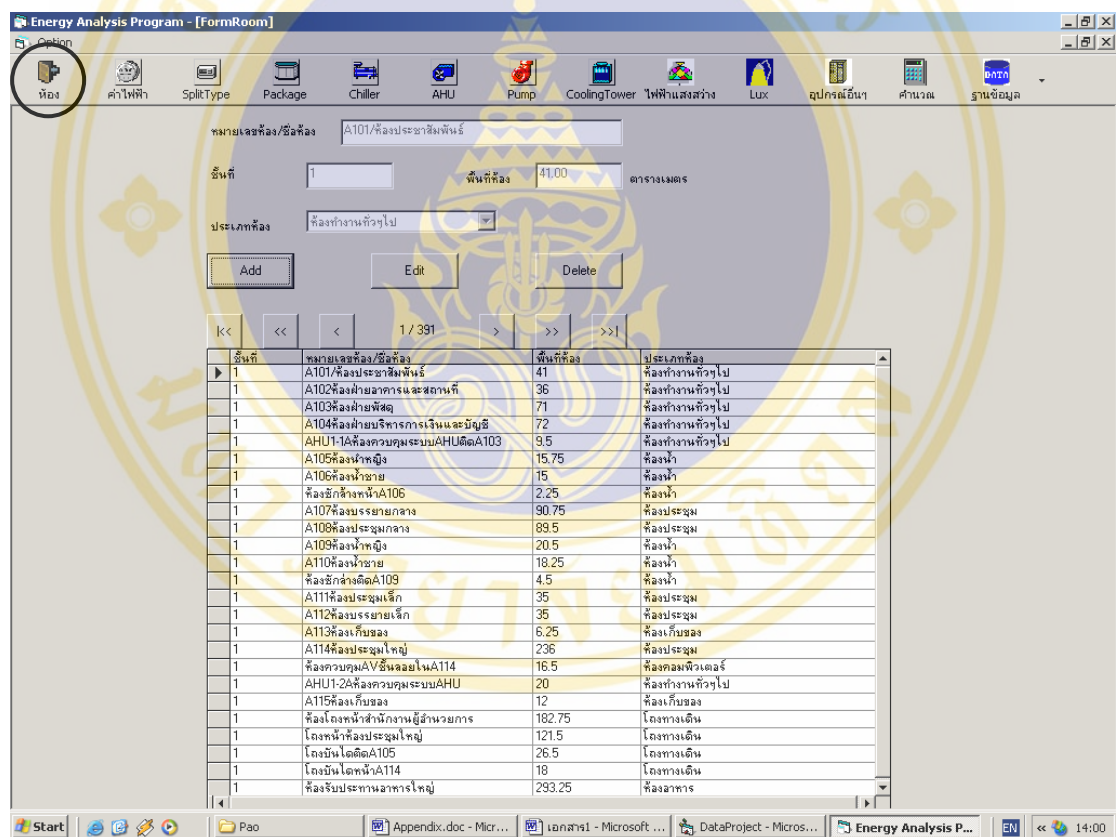 Energy Analysis Program - [FormRoom]
Option
ห้อง ค่าไฟฟ้า SplitType Package Chiller AHU Pump CoolingTower ไฟฟ้าแสงสว่าง Lux อุปกรณ์อื่นๆ คำนวณ ฐานข้อมูล
หมายเลขห้อง/ชื่อห้อง A101/ห้องประชาสัมพันธ์
ชั้นที่ 1 พื้นที่ห้อง 41.00 ตารางเมตร
ประเภทห้อง ห้องทำงานทั่วๆไป
Add Edit Delete
|<< << < 1 / 391 > >> >>|
ชั้นที่ หมายเลขห้อง/ชื่อห้อง พื้นที่ห้อง ประเภทห้อง
1 A101/ห้องประชาสัมพันธ์ 41 ห้องทำงานทั่วๆไป
1 A102ห้องฝ่ายอาคารและสถานที่ 36 ห้องทำงานทั่วๆไป
1 A103ห้องฝ่ายพัสดุ 71 ห้องทำงานทั่วๆไป
1 A104ห้องฝ่ายบริหารการเงินและบัญชี 72 ห้องทำงานทั่วๆไป
1 AHU1-1Aห้องควบคุมระบบAHUติดA103 9.5 ห้องทำงานทั่วๆไป
1 A105ห้องนำหญิง 15.75 ห้องน้ำ
1 A106ห้องน้ำชาย 15 ห้องน้ำ
1 ห้องซักล้างหน้าA106 2.25 ห้องน้ำ
1 A107ห้องบรรยายกลาง 90.75 ห้องประชุม
1 A108ห้องประชุมกลาง 89.5 ห้องประชุม
1 A109ห้องน้ำหญิง 20.5 ห้องน้ำ
1 A110ห้องน้ำชาย 18.25 ห้องน้ำ
1 ห้องซักล่างติดA109 4.5 ห้องน้ำ
1 A111ห้องประชุมเล็ก 35 ห้องประชุม
1 A112ห้องบรรยายเล็ก 35 ห้องประชุม
1 A113ห้องเก็บของ 6.25 ห้องเก็บของ
1 A114ห้องประชุมใหญ่ 236 ห้องประชุม
1 ห้องควบคุมAVชั้นลอยในA114 16.5 ห้องคอมพิวเตอร์
1 AHU1-2Aห้องควบคุมระบบAHU 20 ห้องทำงานทั่วๆไป
1 A115ห้องเก็บของ 12 ห้องเก็บของ
1 ห้องโถงหน้าสำนักงานผู้อำนวยการ 182.75 โถงทางเดิน
1 โถงหน้าห้องประชุมใหญ่ 121.5 โถงทางเดิน
1 โถงบันไดติดA105 26.5 โถงทางเดิน
1 โถงบันไดหน้าA114 18 โถงทางเดิน
1 ห้องรับประทานอาหารใหญ่ 293.25 ห้องอาหาร
Start Pao Appendix.doc - Micr... เอกสาร1 - Microsoft ... DataProject - Micros... Energy Analysis P... EN « 14:00